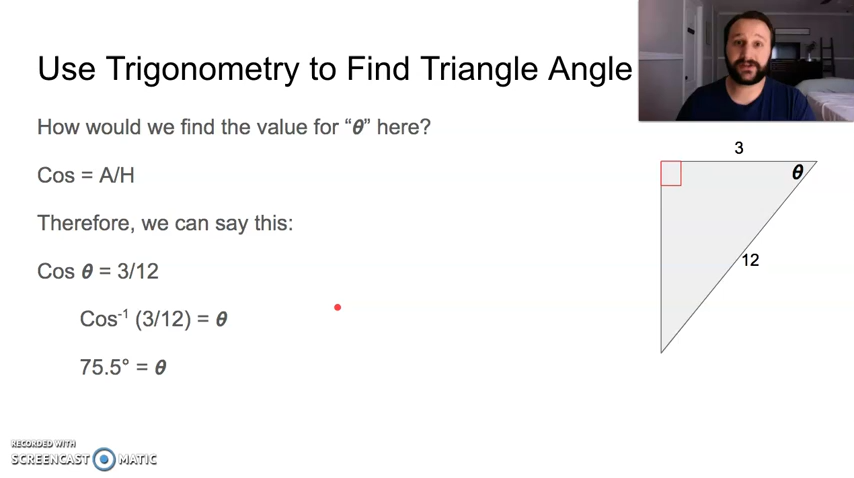 Use Trigonometry to Find Triangle Angle
How would we find the value for “θ” here?
Cos = A/H
Therefore, we can say this:
Cos θ = 3/12
Cos⁻¹ (3/12) = θ
75.5° = θ
3
θ
12
RECORDED WITH
SCREENCAST MATIC